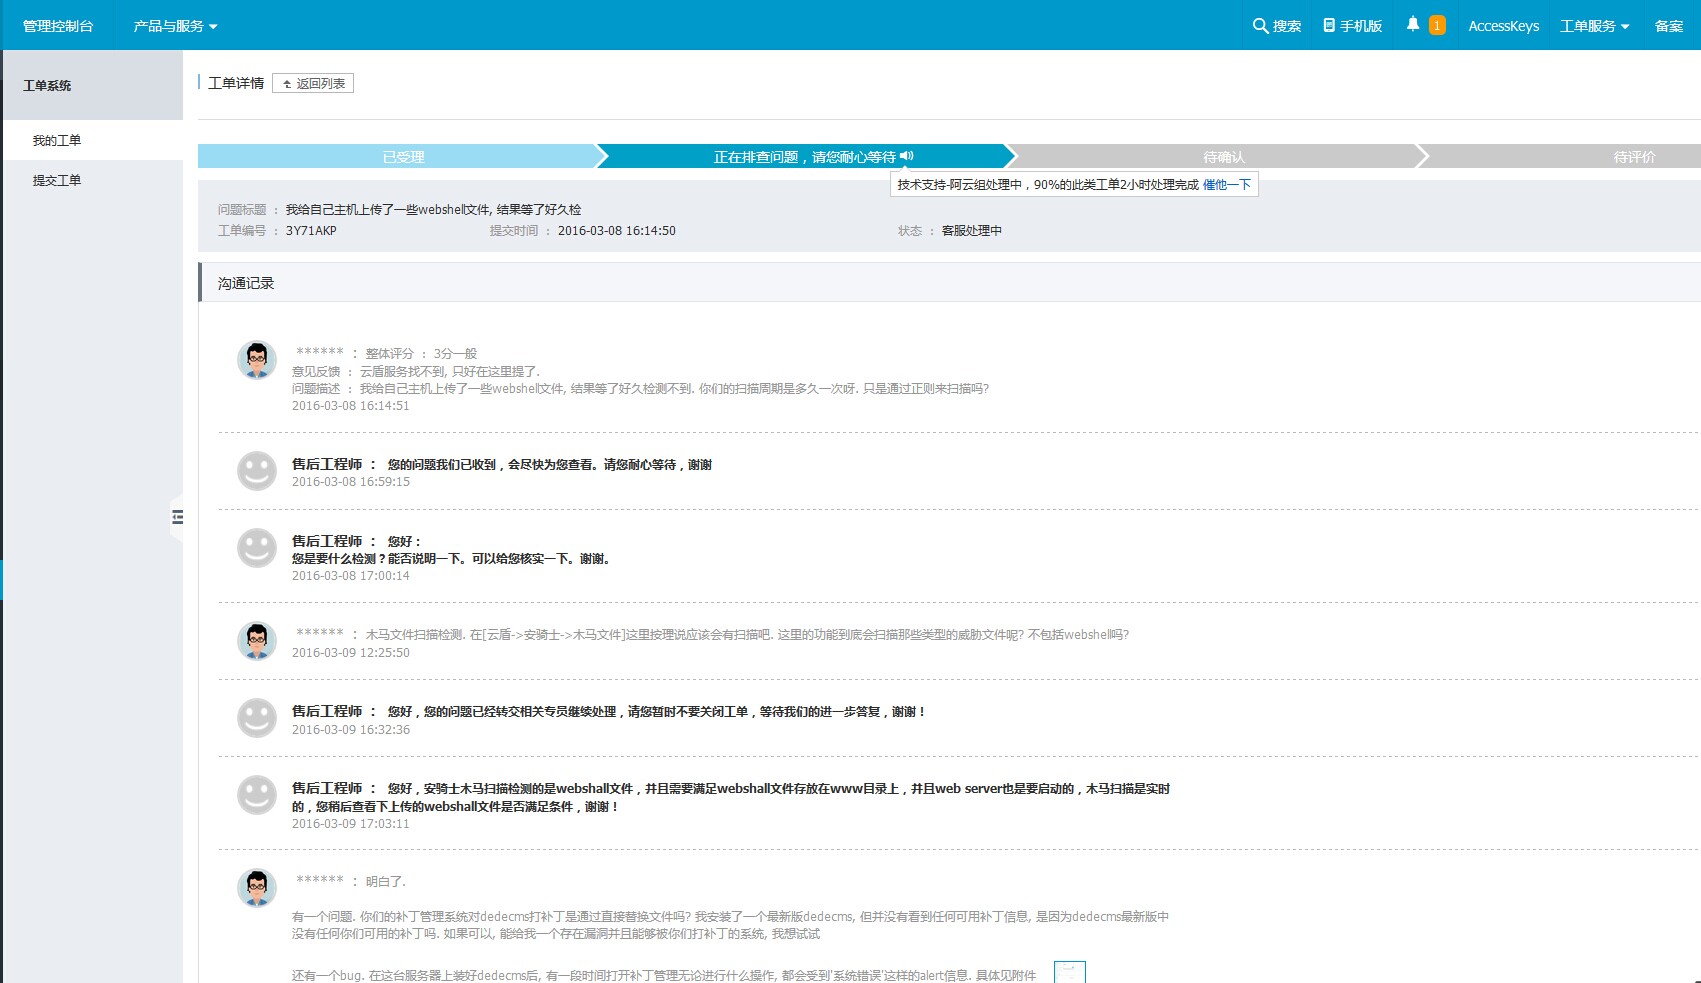 管理控制台 产品与服务 搜索 手机版 1 AccessKeys 工单服务 备案
工单系统
我的工单
提交工单
工单详情 返回列表
已受理 正在排查问题，请您耐心等待 待确认 待评价
技术支持-阿云组处理中，90%的此类工单2小时处理完成 催他一下
问题标题 ： 我给自己主机上传了一些webshell文件, 结果等了好久检
工单编号 ： 3Y71AKP 提交时间 ： 2016-03-08 16:14:50 状态 ： 客服处理中
沟通记录
****** ： 整体评分 ： 3分一般
意见反馈 ： 云盾服务找不到, 只好在这里提了.
问题描述 ： 我给自己主机上传了一些webshell文件, 结果等了好久检测不到. 你们的扫描周期是多久一次呀. 只是通过正则来扫描吗?
2016-03-08 16:14:51
售后工程师 ： 您的问题我们已收到，会尽快为您查看。请您耐心等待，谢谢
2016-03-08 16:59:15
售后工程师 ： 您好：
您是要什么检测？能否说明一下。可以给您核实一下。谢谢。
2016-03-08 17:00:14
****** ： 木马文件扫描检测. 在[云盾->安骑士->木马文件]这里按理说应该会有扫描吧. 这里的功能到底会扫描那些类型的威胁文件呢? 不包括webshell吗?
2016-03-09 12:25:50
售后工程师 ： 您好，您的问题已经转交相关专员继续处理，请您暂时不要关闭工单，等待我们的进一步答复，谢谢！
2016-03-09 16:32:36
售后工程师 ： 您好，安骑士木马扫描检测的是webshall文件，并且需要满足webshall文件存放在www目录上，并且web server也是要启动的，木马扫描是实时
的，您稍后查看下上传的webshall文件是否满足条件，谢谢！
2016-03-09 17:03:11
****** ： 明白了.
有一个问题. 你们的补丁管理系统对dedecms打补丁是通过直接替换文件吗? 我安装了一个最新版dedecms, 但并没有看到任何可用补丁信息, 是因为dedecms最新版中
没有任何你们可用的补丁吗. 如果可以, 能给我一个存在漏洞并且能够被你们打补丁的系统, 我想试试
还有一个bug. 在这台服务器上装好dedecms后, 有一段时间打开补丁管理无论进行什么操作, 都会受到'系统错误'这样的alert信息. 具体见附件